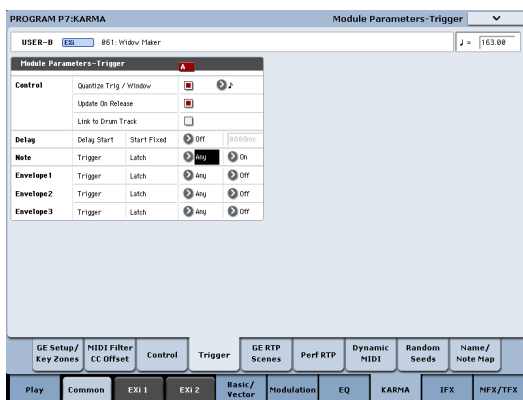 PROGRAM P7:KARMA Module Parameters-Trigger
USER-B EXi 061: Widow Maker ♩ = 163.00
Module Parameters-Trigger A
Control Quantize Trig / Window ♪
Update On Release
Link to Drum Track
Delay Delay Start Start Fixed Off 0000ms
Note Trigger Latch Any On
Envelope1 Trigger Latch Any Off
Envelope2 Trigger Latch Any Off
Envelope3 Trigger Latch Any Off
GE Setup/ Key Zones
MIDI Filter CC Offset
Control
Trigger
GE RTP Scenes
Perf RTP
Dynamic MIDI
Random Seeds
Name/ Note Map
Play
Common
EXi 1
EXi 2
Basic/ Vector
Modulation
EQ
KARMA
IFX
MFX/TFX